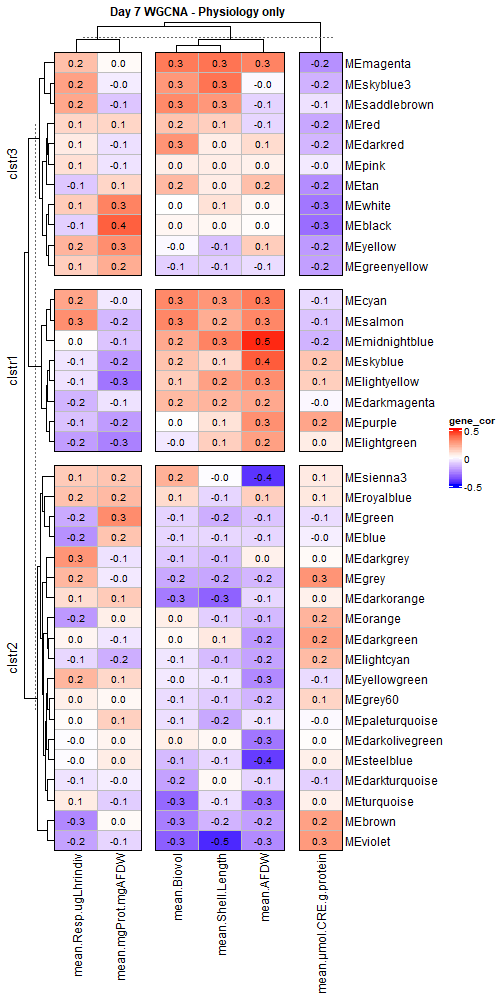 Day 7 WGCNA - Physiology only
clstr3
0.2 0.0 0.3 0.3 0.3 -0.2 MEmagenta
0.2 -0.0 0.3 0.3 -0.0 -0.2 MEskyblue3
0.2 -0.1 0.3 0.3 -0.1 -0.1 MEsaddlebrown
0.1 0.1 0.2 0.1 -0.1 -0.2 MEred
0.1 -0.1 0.3 0.0 0.1 -0.2 MEdarkred
0.1 -0.1 0.0 0.0 0.0 -0.0 MEpink
-0.1 0.1 0.2 0.0 0.2 -0.2 MEtan
0.1 0.3 0.0 0.1 0.0 -0.3 MEwhite
-0.1 0.4 0.0 0.0 0.0 -0.3 MEblack
0.2 0.3 -0.0 -0.1 0.1 -0.2 MEyellow
0.1 0.2 -0.1 -0.1 -0.1 -0.2 MEgreenyellow
clstr1
0.2 -0.0 0.3 0.3 0.3 -0.1 MEcyan
0.3 -0.2 0.3 0.2 0.3 -0.1 MEsalmon
0.0 -0.1 0.2 0.3 0.5 -0.2 MEmidnightblue
-0.1 -0.2 0.2 0.1 0.4 0.2 MEskyblue
-0.1 -0.3 0.1 0.2 0.3 0.1 MElightyellow
-0.2 -0.1 0.2 0.2 0.2 0.0 MEdarkmagenta
-0.1 -0.2 -0.0 0.1 0.3 0.2 MEpurple
-0.2 -0.3 -0.0 0.1 0.2 0.0 MElightgreen
gene_cor
0.5
0
-0.5
clstr2
0.1 0.2 0.2 -0.0 -0.4 0.1 MEsienna3
0.2 0.2 0.1 -0.1 0.1 0.1 MEroyalblue
-0.2 0.3 -0.1 -0.2 -0.1 -0.1 MEgreen
-0.2 0.2 -0.1 -0.1 -0.1 0.0 MEblue
0.3 -0.1 -0.1 -0.1 0.0 0.0 MEdarkgrey
0.2 -0.0 -0.2 -0.2 -0.2 0.3 MEgrey
0.1 0.1 -0.3 -0.3 -0.1 0.0 MEdarkorange
-0.2 0.0 0.0 -0.1 -0.1 0.2 MEorange
0.0 -0.1 0.0 0.1 -0.2 0.2 MEdarkgreen
-0.1 -0.2 -0.1 -0.1 -0.2 0.2 MElightcyan
0.2 0.1 -0.0 -0.1 -0.3 -0.1 MEyellowgreen
0.0 0.0 -0.1 -0.1 -0.2 0.1 MEgrey60
0.0 0.1 -0.1 -0.2 -0.1 -0.0 MEpaleturquoise
-0.0 0.0 0.0 0.0 -0.3 0.0 MEdarkolivegreen
-0.0 0.0 -0.1 -0.1 -0.4 0.0 MEsteelblue
-0.1 -0.0 -0.2 0.0 -0.1 -0.1 MEdarkturquoise
0.1 -0.1 -0.3 -0.1 -0.3 0.0 MEturquoise
-0.3 0.0 -0.3 -0.2 -0.2 0.2 MEbrown
-0.2 -0.1 -0.3 -0.5 -0.3 0.3 MEviolet
mean.Resp.ugLhrindiv
mean.mgProt.mgAFDW
mean.Biovol
mean.Shell.Length
mean.AFDW
mean.µmol.CRE.g.protein